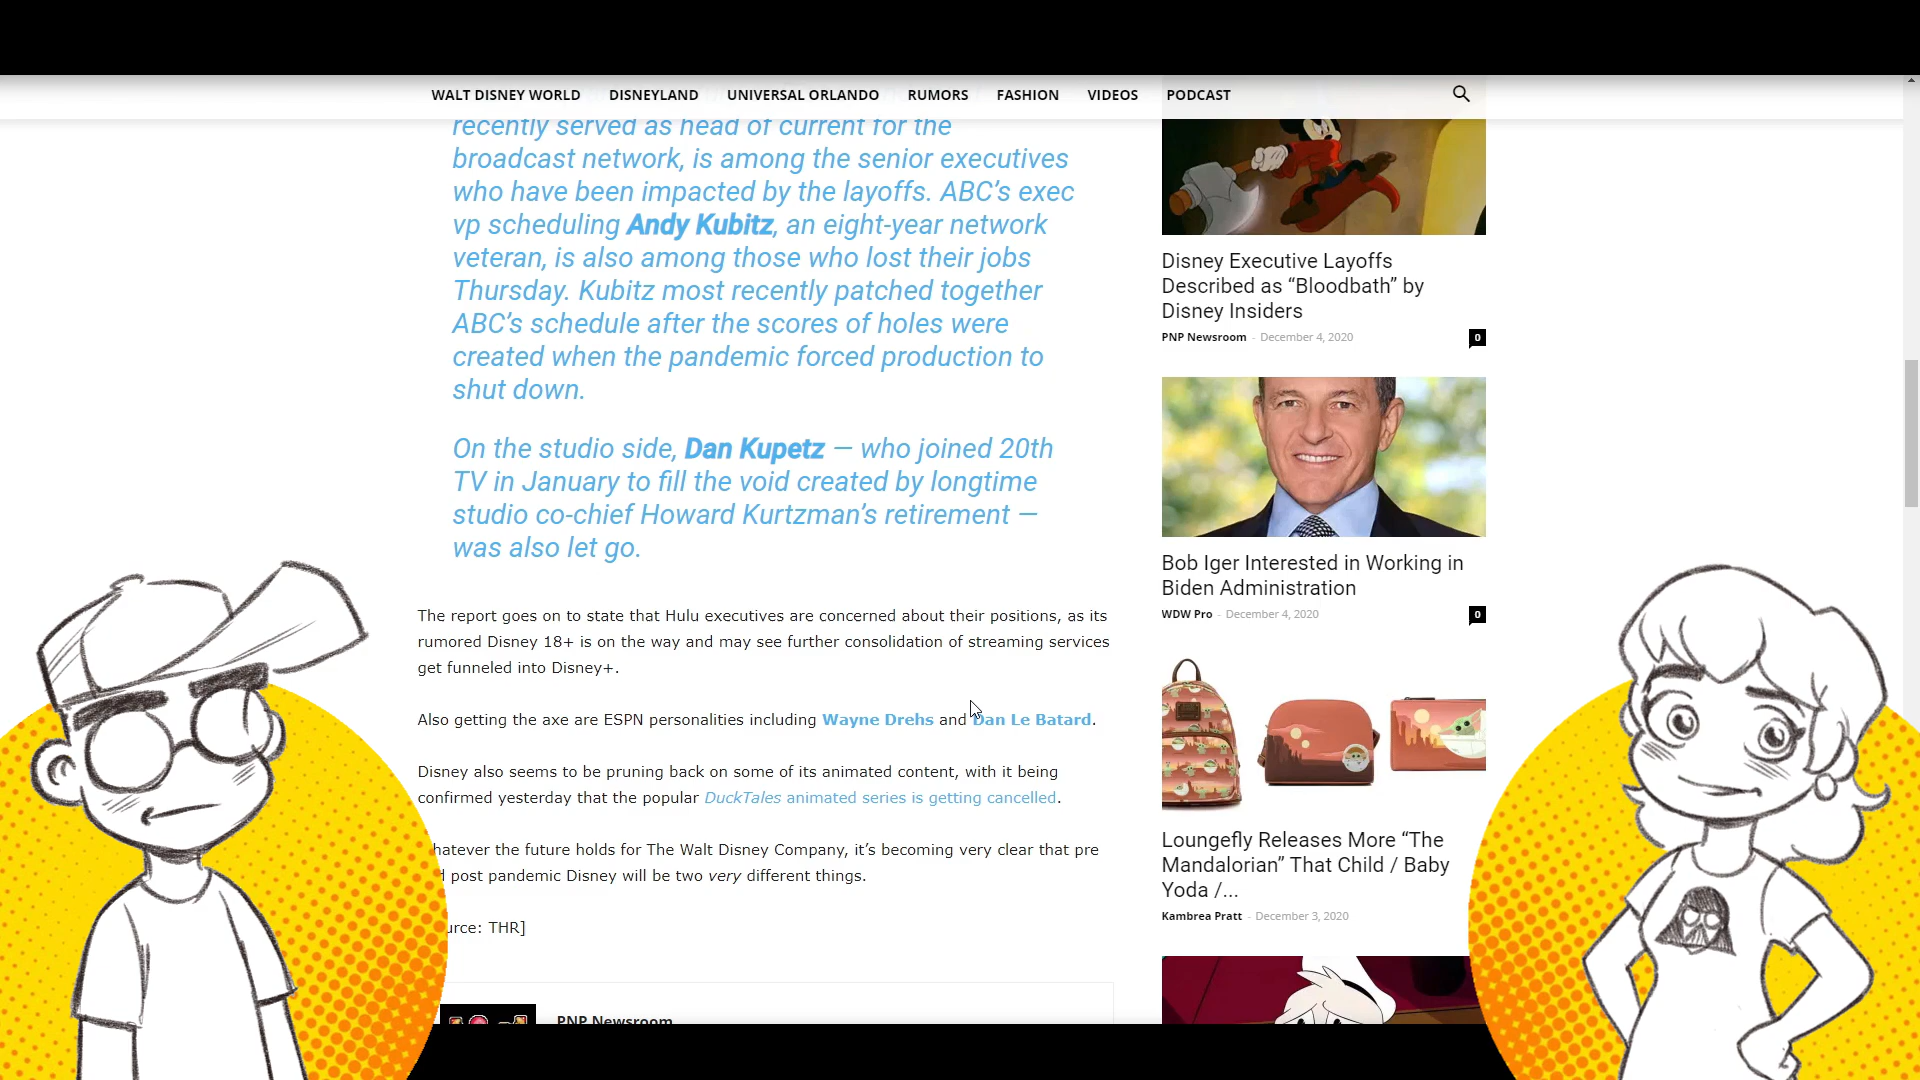 WALT DISNEY WORLD DISNEYLAND UNIVERSAL ORLANDO RUMORS FASHION VIDEOS PODCAST
recently served as head of current for the
broadcast network, is among the senior executives
who have been impacted by the layoffs. ABC’s exec
vp scheduling Andy Kubitz, an eight-year network
veteran, is also among those who lost their jobs
Thursday. Kubitz most recently patched together
ABC’s schedule after the scores of holes were
created when the pandemic forced production to
shut down.
On the studio side, Dan Kupetz — who joined 20th
TV in January to fill the void created by longtime
studio co-chief Howard Kurtzman’s retirement —
was also let go.
The report goes on to state that Hulu executives are concerned about their positions, as its
rumored Disney 18+ is on the way and may see further consolidation of streaming services
get funneled into Disney+.
Also getting the axe are ESPN personalities including Wayne Drehs and Dan Le Batard.
Disney also seems to be pruning back on some of its animated content, with it being
confirmed yesterday that the popular DuckTales animated series is getting cancelled.
hatever the future holds for The Walt Disney Company, it’s becoming very clear that pre
post pandemic Disney will be two very different things.
urce: THR]
PNP Newsroom
Disney Executive Layoffs
Described as “Bloodbath” by
Disney Insiders
PNP Newsroom - December 4, 2020 0
Bob Iger Interested in Working in
Biden Administration
WDW Pro - December 4, 2020 0
Loungefly Releases More “The
Mandalorian” That Child / Baby
Yoda /...
Kambrea Pratt - December 3, 2020